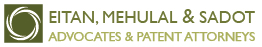 EITAN, MEHULAL & SADOT
ADVOCATES & PATENT ATTORNEYS